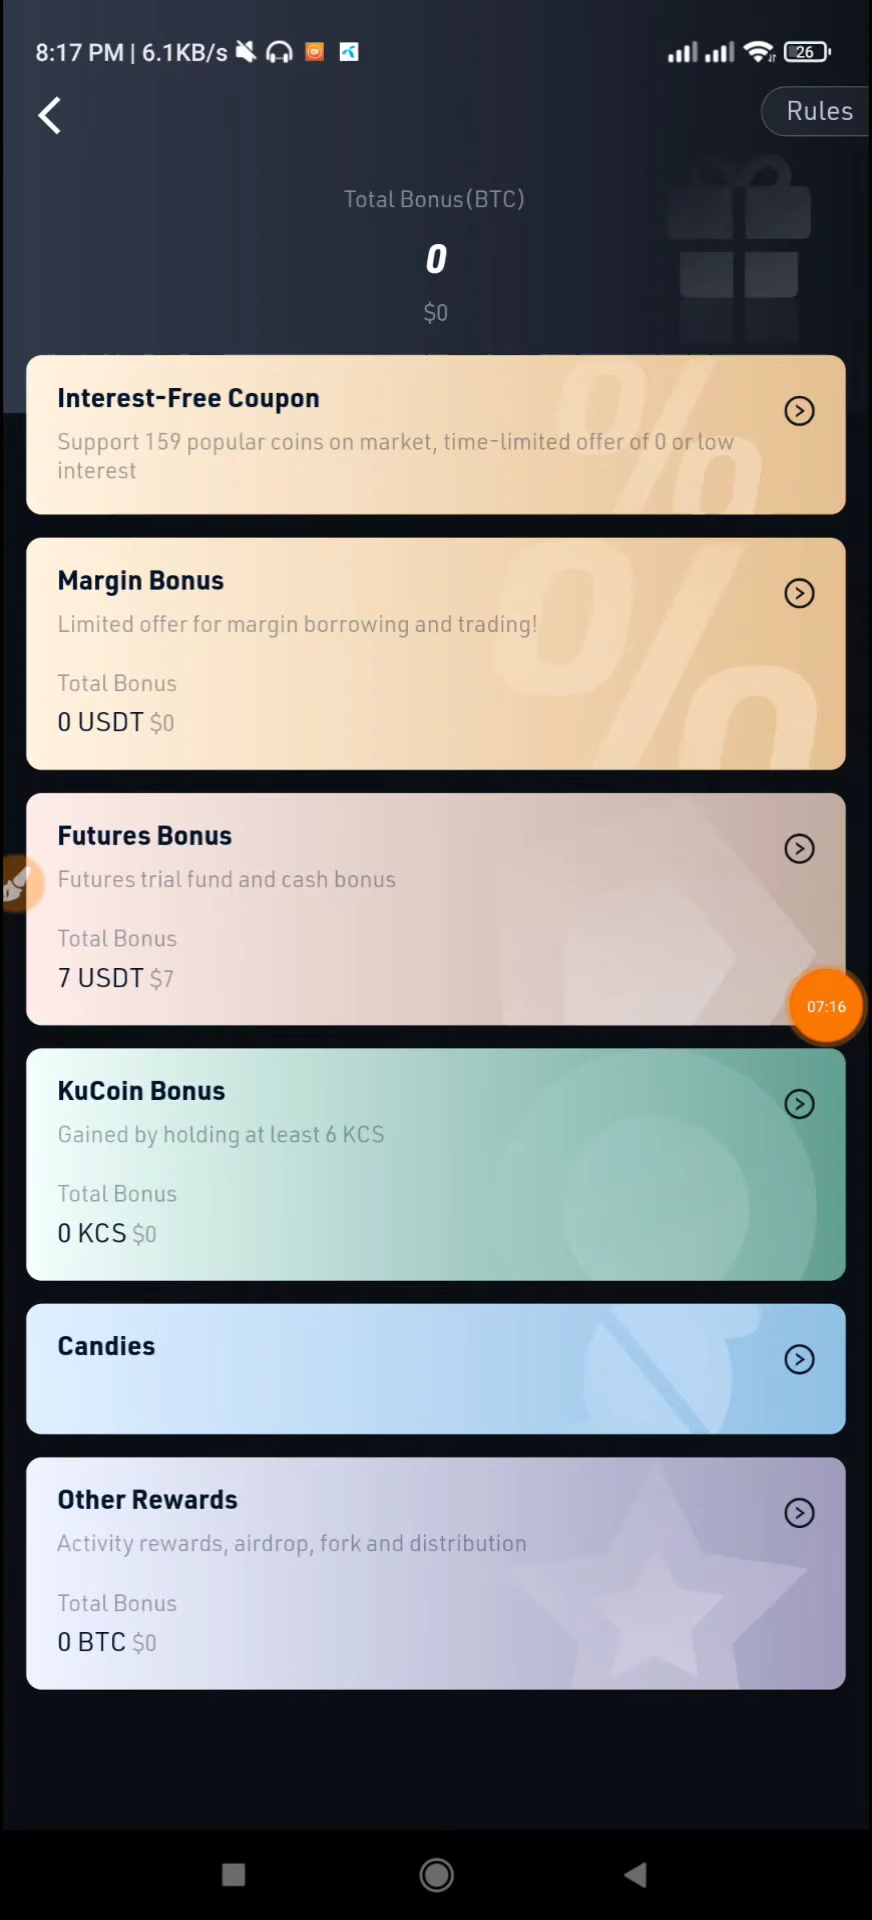 8:17 PM | 6.1KB/s
26
Rules
Total Bonus(BTC)
0
$0
Interest-Free Coupon
Support 159 popular coins on market, time-limited offer of 0 or low
interest
Margin Bonus
Limited offer for margin borrowing and trading!
Total Bonus
0 USDT $0
Futures Bonus
Futures trial fund and cash bonus
Total Bonus
7 USDT $7
07:16
KuCoin Bonus
Gained by holding at least 6 KCS
Total Bonus
0 KCS $0
Candies
Other Rewards
Activity rewards, airdrop, fork and distribution
Total Bonus
0 BTC $0